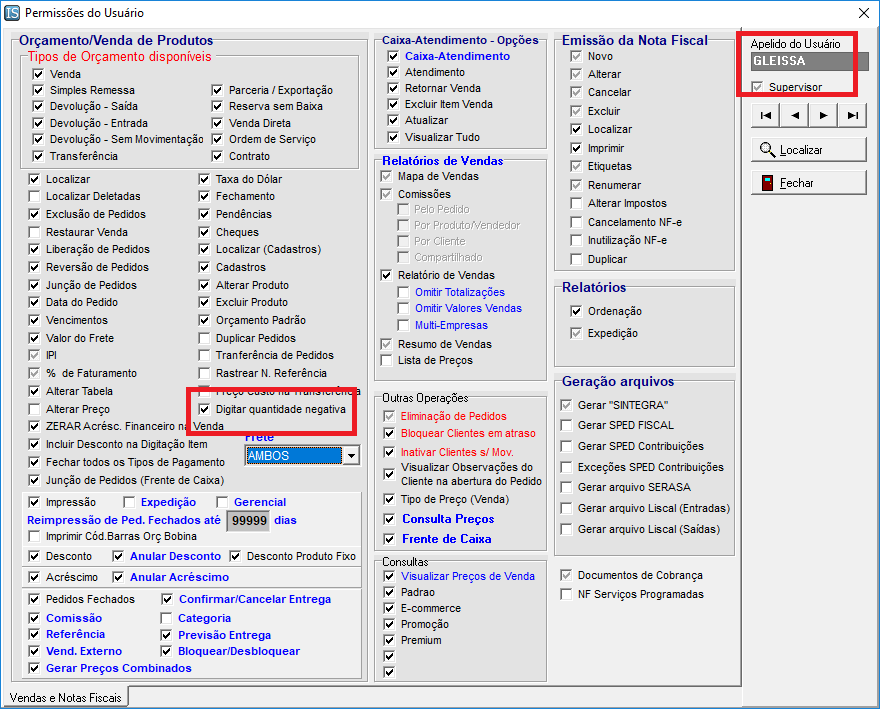 IS Permissões do Usuário
Orçamento/Venda de Produtos
Tipos de Orçamento disponíveis
Venda
Simples Remessa
Parceria / Exportação
Devolução - Saída
Reserva sem Baixa
Devolução - Entrada
Venda Direta
Devolução - Sem Movimentação
Ordem de Serviço
Transferência
Contrato
Localizar
Taxa do Dólar
Localizar Deletadas
Fechamento
Exclusão de Pedidos
Pendências
Restaurar Venda
Cheques
Liberação de Pedidos
Localizar (Cadastros)
Reversão de Pedidos
Cadastros
Junção de Pedidos
Alterar Produto
Data do Pedido
Excluir Produto
Vencimentos
Orçamento Padrão
Valor do Frete
Duplicar Pedidos
IPI
Tranferência de Pedidos
% de Faturamento
Rastrear N. Referência
Alterar Tabela
Preço Custo na Transferência
Alterar Preço
Digitar quantidade negativa
ZERAR Acrésc. Financeiro na Venda
Incluir Desconto na Digitação Item
Frete
Fechar todos os Tipos de Pagamento
AMBOS
Junção de Pedidos (Frente de Caixa)
Impressão
Expedição
Gerencial
Reimpressão de Ped. Fechados até 99999 dias
Imprimir Cód.Barras Orç Bobina
Desconto
Anular Desconto
Desconto Produto Fixo
Acréscimo
Anular Acréscimo
Pedidos Fechados
Confirmar/Cancelar Entrega
Comissão
Categoria
Referência
Previsão Entrega
Vend. Externo
Bloquear/Desbloquear
Gerar Preços Combinados
Caixa-Atendimento - Opções
Caixa-Atendimento
Atendimento
Retornar Venda
Excluir Item Venda
Atualizar
Visualizar Tudo
Relatórios de Vendas
Mapa de Vendas
Comissões
Pelo Pedido
Por Produto/Vendedor
Por Cliente
Compartilhado
Relatório de Vendas
Omitir Totalizações
Omitir Valores Vendas
Multi-Empresas
Resumo de Vendas
Lista de Preços
Outras Operações
Eliminação de Pedidos
Bloquear Clientes em atraso
Inativar Clientes s/ Mov.
Visualizar Observações do
Cliente na abertura do Pedido
Tipo de Preço (Venda)
Consulta Preços
Frente de Caixa
Consultas
Visualizar Preços de Venda
Padrao
E-commerce
Promoção
Premium
Emissão da Nota Fiscal
Novo
Alterar
Cancelar
Excluir
Localizar
Imprimir
Etiquetas
Renumerar
Alterar Impostos
Cancelamento NF-e
Inutilização NF-e
Duplicar
Relatórios
Ordenação
Expedição
Geração arquivos
Gerar "SINTEGRA"
Gerar SPED FISCAL
Gerar SPED Contribuições
Exceções SPED Contribuições
Gerar arquivo SERASA
Gerar arquivo Liscal (Entradas)
Gerar arquivo Liscal (Saídas)
Documentos de Cobrança
NF Serviços Programadas
Apelido do Usuário
GLEISSA
Supervisor
Localizar
Fechar
Vendas e Notas Fiscais